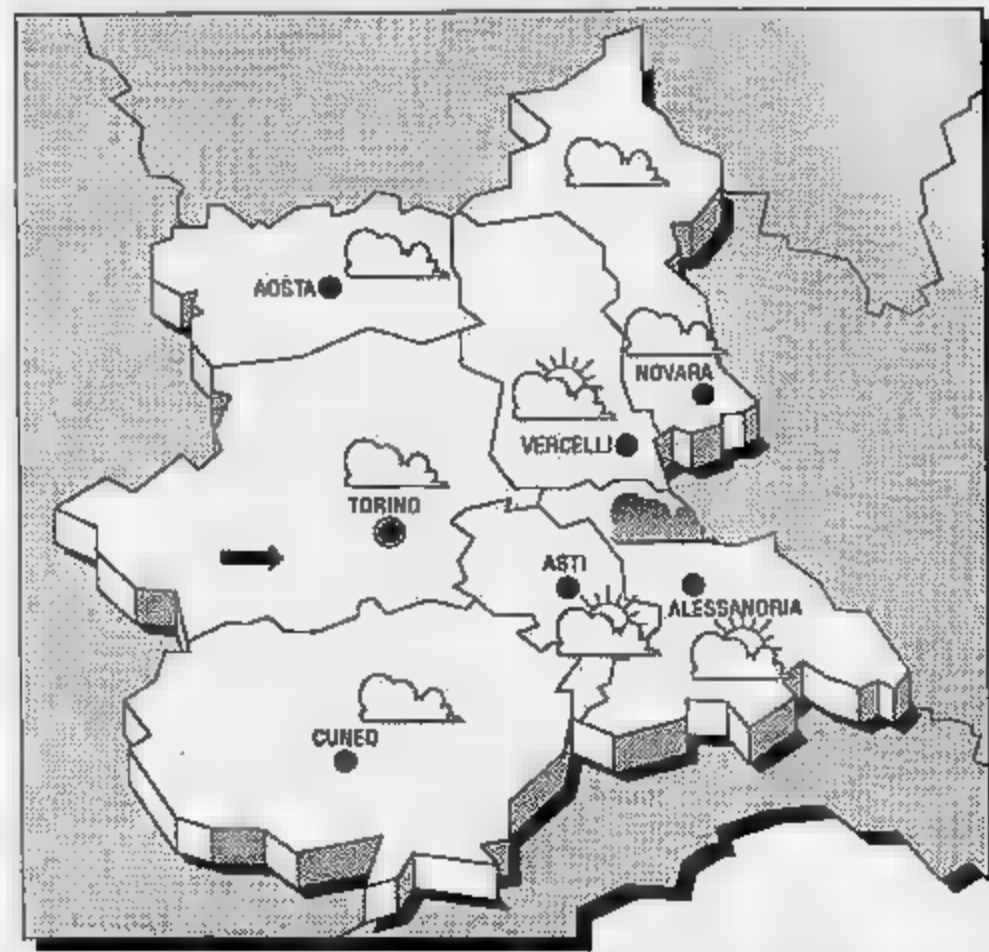 AOSTA
NOVARA
VERCELLI
TORINO
ASTI
ALESSANDRIA
CUNEO